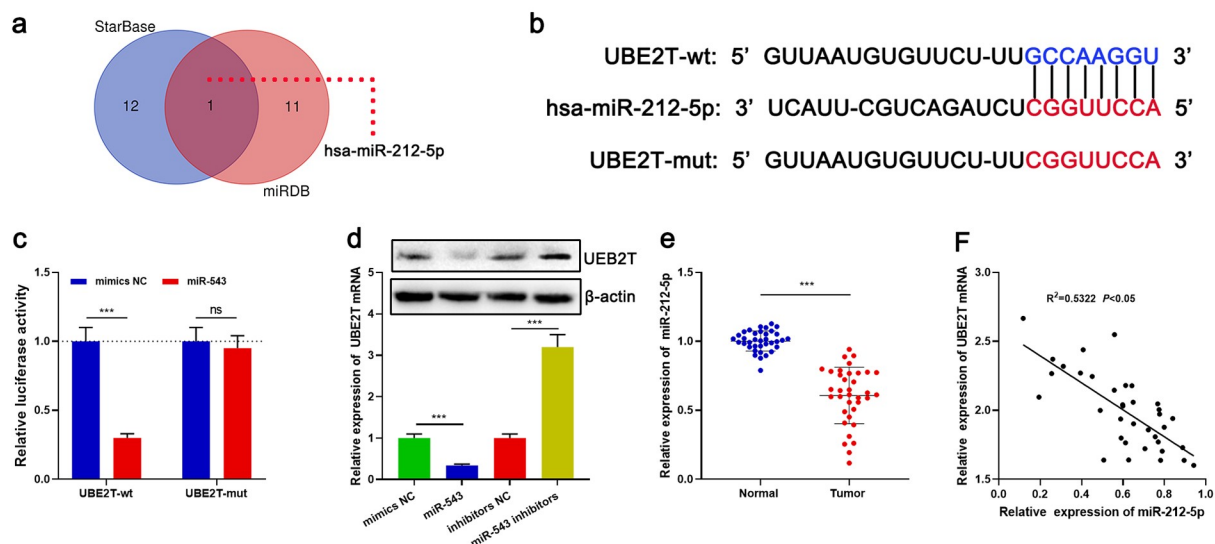 a
StarBase
12
1
11
hsa-miR-212-5p
miRDB
b
UBE2T-wt: 5’ GUUAAUGUGUUCU-UUGCCAAGGU 3’
hsa-miR-212-5p: 3’ UCAUU-CGUCAGAUCUCGGUUCCA 5’
UBE2T-mut: 5’ GUUAAUGUGUUCU-UUCGGUUCCA 3’
c
mimics NC miR-543
Relative luciferase activity
1.5
1.0
0.5
0.0
***
ns
UBE2T-wt UBE2T-mut
d
UEB2T
β-actin
Relative expression of UBE2T mRNA
5
4
3
2
1
0
***
***
mimics NC
miR-543
inhibitors NC
miR-543 inhibitors
e
Relative expression of miR-212-5p
1.5
1.0
0.5
0.0
***
Normal Tumor
F
Relative expression of UBE2T mRNA
3.0
2.5
2.0
1.5
R²=0.5322 P<0.05
0.0 0.2 0.4 0.6 0.8 1.0
Relative expression of miR-212-5p